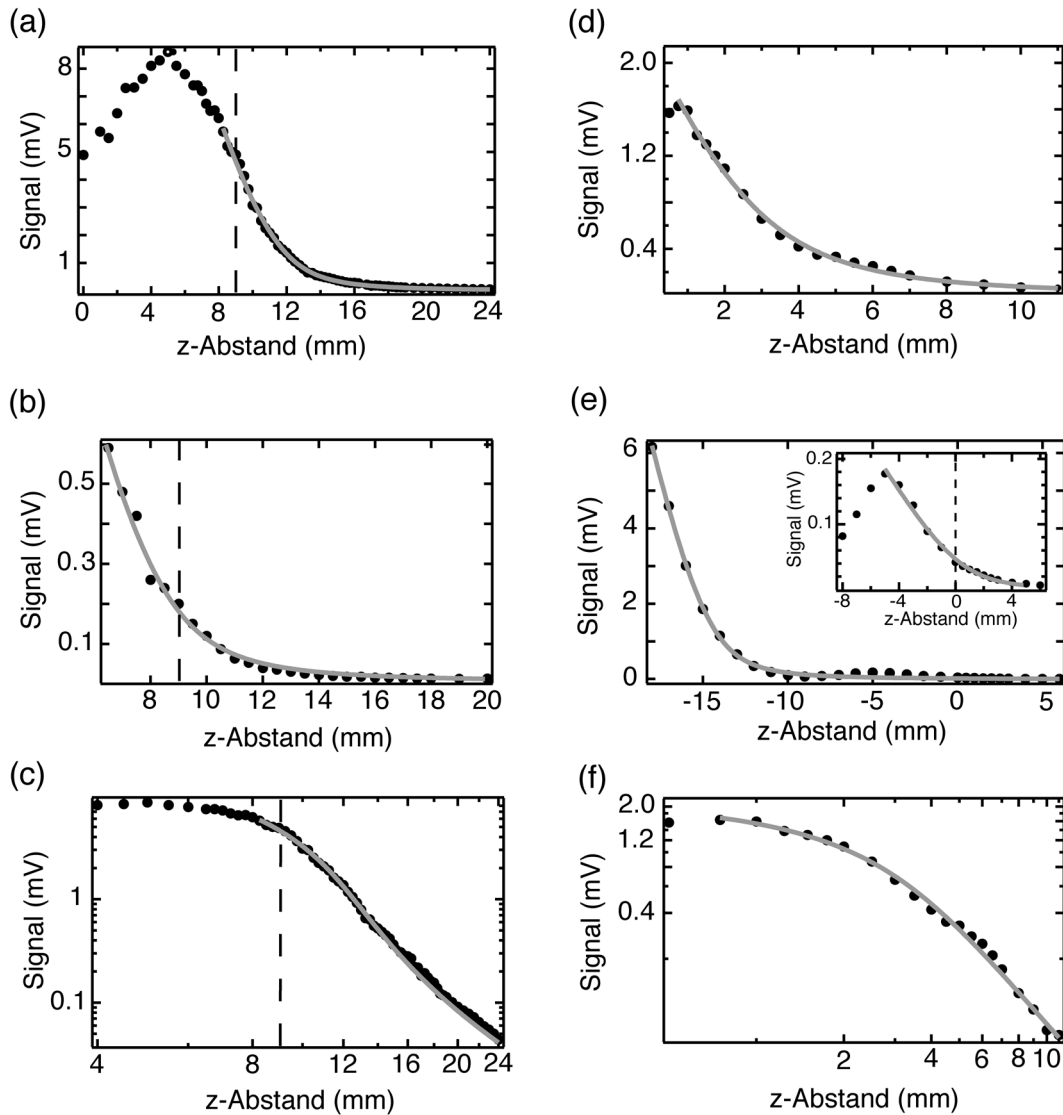 (a)
Signal (mV)
8
5
1
0 4 8 12 16 20 24
z-Abstand (mm)
(d)
Signal (mV)
2.0
1.2
0.4
2 4 6 8 10
z-Abstand (mm)
(b)
Signal (mV)
0.5
0.3
0.1
8 10 12 14 16 18 20
z-Abstand (mm)
(e)
Signal (mV)
6
4
2
0
-15 -10 -5 0 5
z-Abstand (mm)
Signal (mV)
0.2
0.1
-8 -4 0 4
z-Abstand (mm)
(c)
Signal (mV)
1
0.1
4 8 12 16 20 24
z-Abstand (mm)
(f)
Signal (mV)
2.0
1.2
0.4
2 4 6 8 10
z-Abstand (mm)